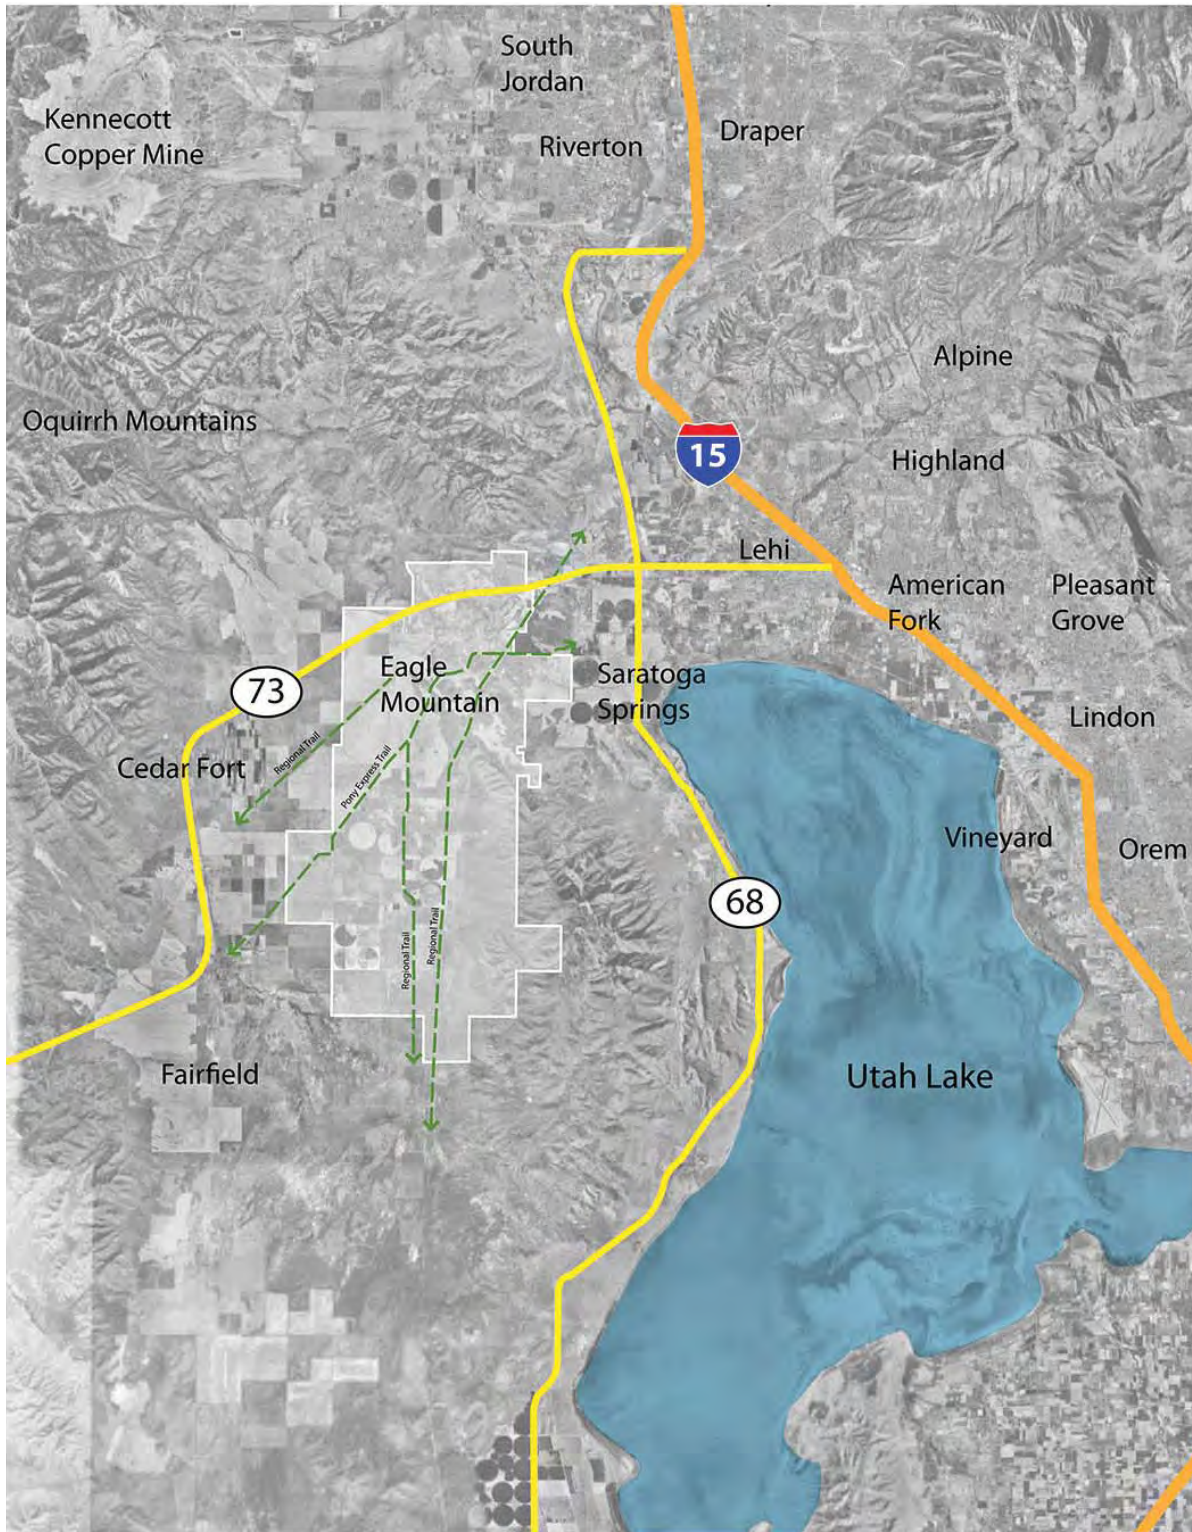 South
Jordan
Kennecott
Copper Mine
Draper
Riverton
Alpine
Oquirrh Mountains
15
Highland
Lehi
American
Fork
Pleasant
Grove
Eagle
Mountain
Saratoga
Springs
73
Lindon
Regional Trail
Cedar Fort
Pony Express Trail
Vineyard
Orem
68
Regional Trail
Regional Trail
Fairfield
Utah Lake